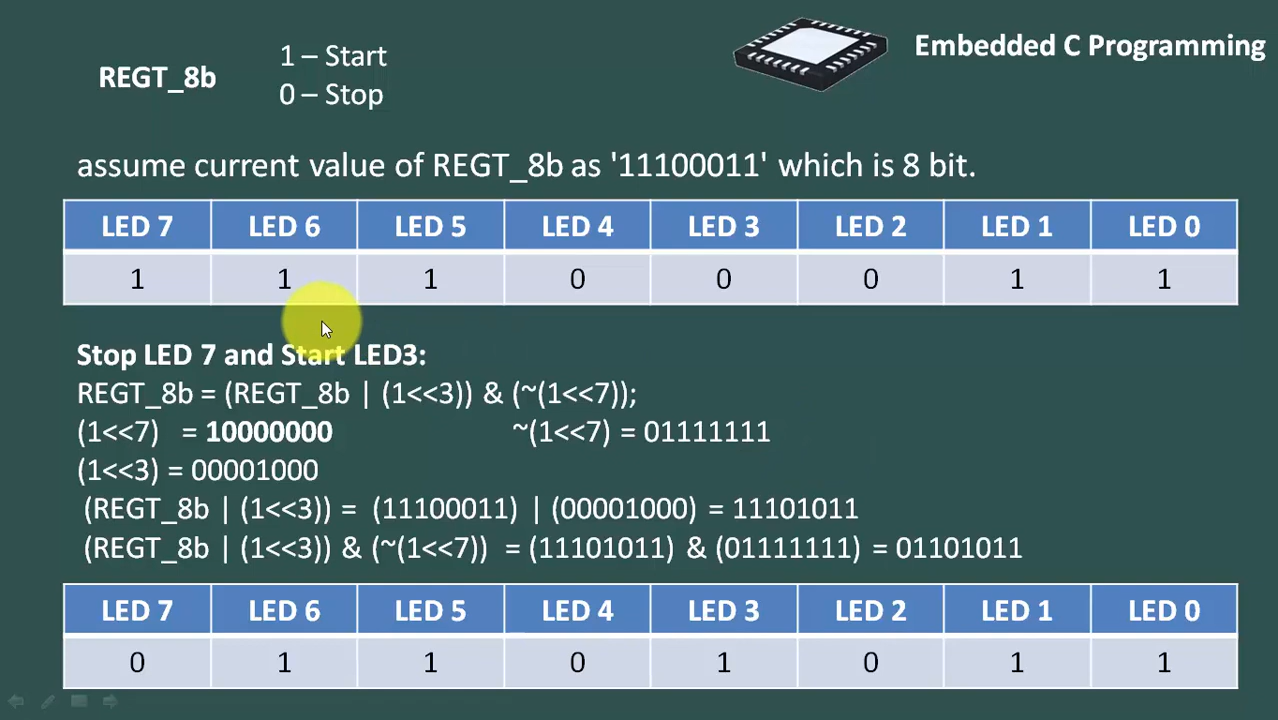 Embedded C Programming
REGT_8b
1 – Start
0 – Stop
assume current value of REGT_8b as '11100011' which is 8 bit.
LED 7 LED 6 LED 5 LED 4 LED 3 LED 2 LED 1 LED 0
1 1 1 0 0 0 1 1
Stop LED 7 and Start LED3:
REGT_8b = (REGT_8b | (1<<3)) & (~(1<<7));
(1<<7) = 10000000 ~(1<<7) = 01111111
(1<<3) = 00001000
(REGT_8b | (1<<3)) = (11100011) | (00001000) = 11101011
(REGT_8b | (1<<3)) & (~(1<<7)) = (11101011) & (01111111) = 01101011
LED 7 LED 6 LED 5 LED 4 LED 3 LED 2 LED 1 LED 0
0 1 1 0 1 0 1 1